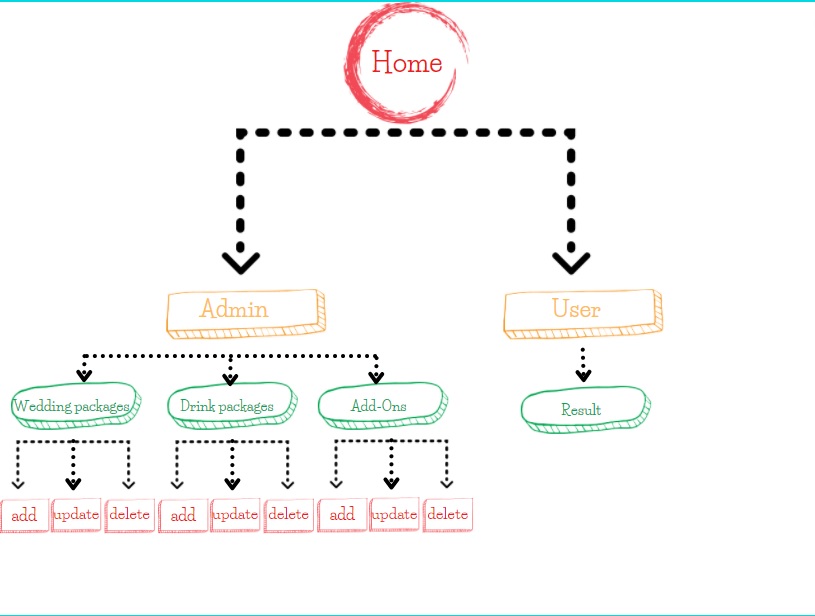 Home
Admin
User
Wedding packages
Drink packages
Add-Ons
Result
add
update
delete
add
update
delete
add
update
delete